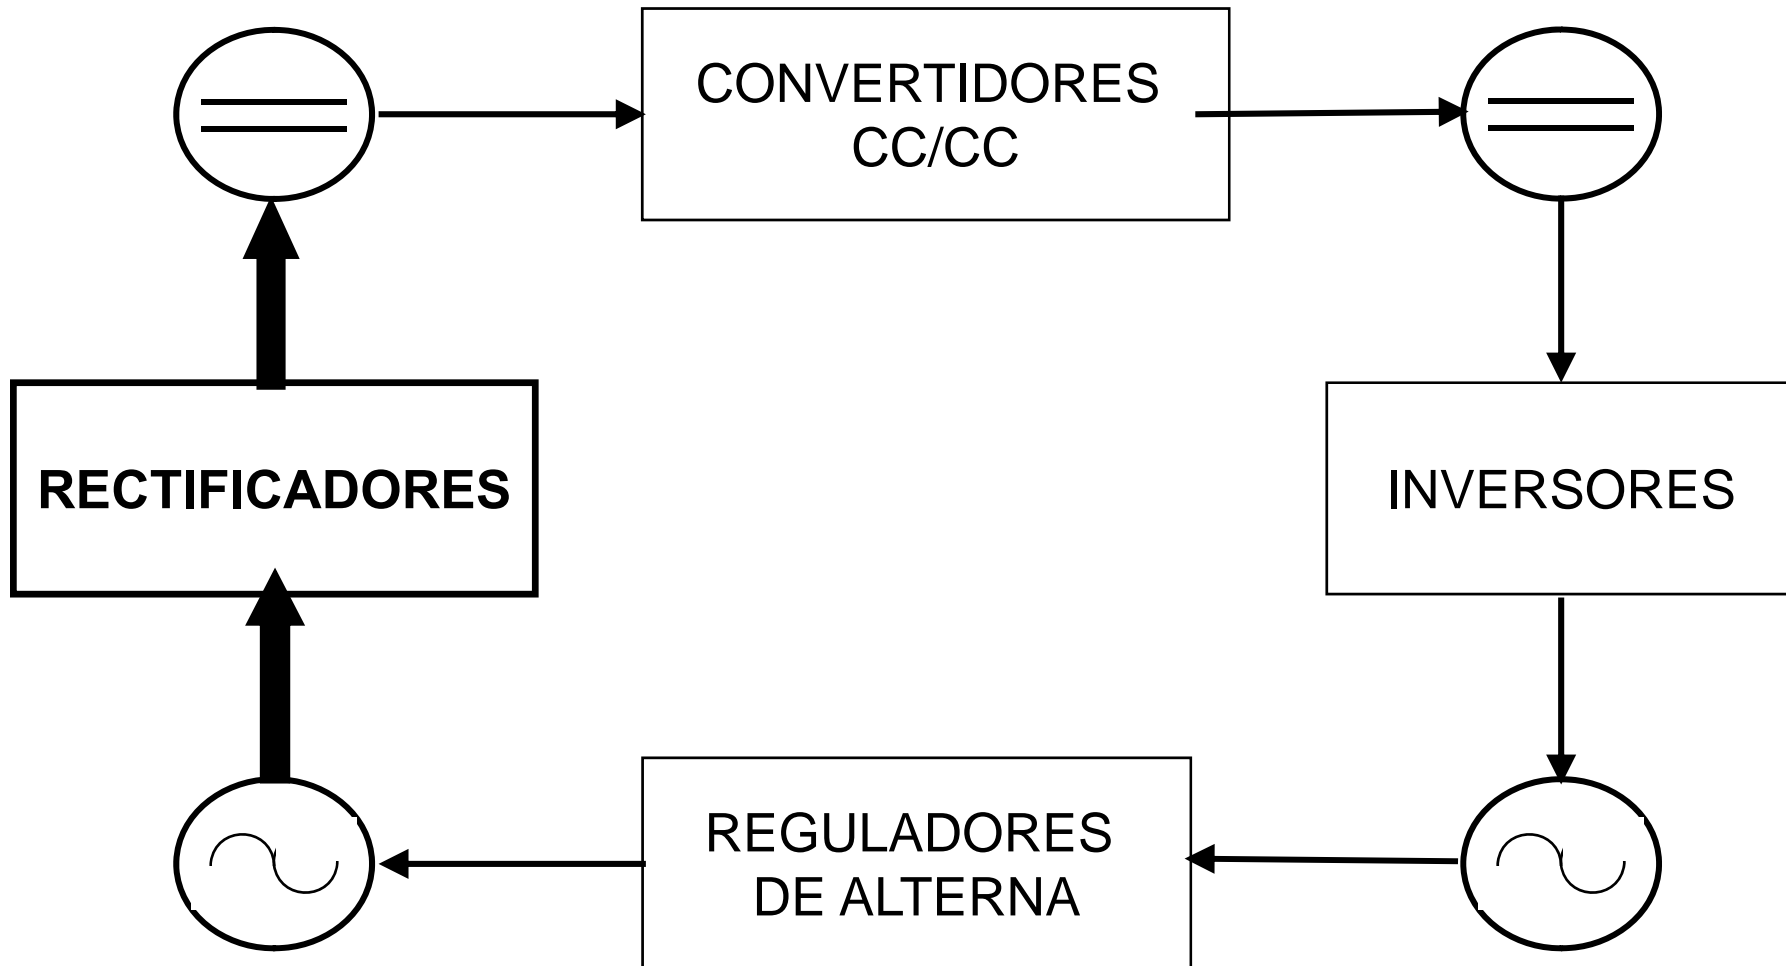 CONVERTIDORES
CC/CC
RECTIFICADORES
INVERSORES
REGULADORES
DE ALTERNA